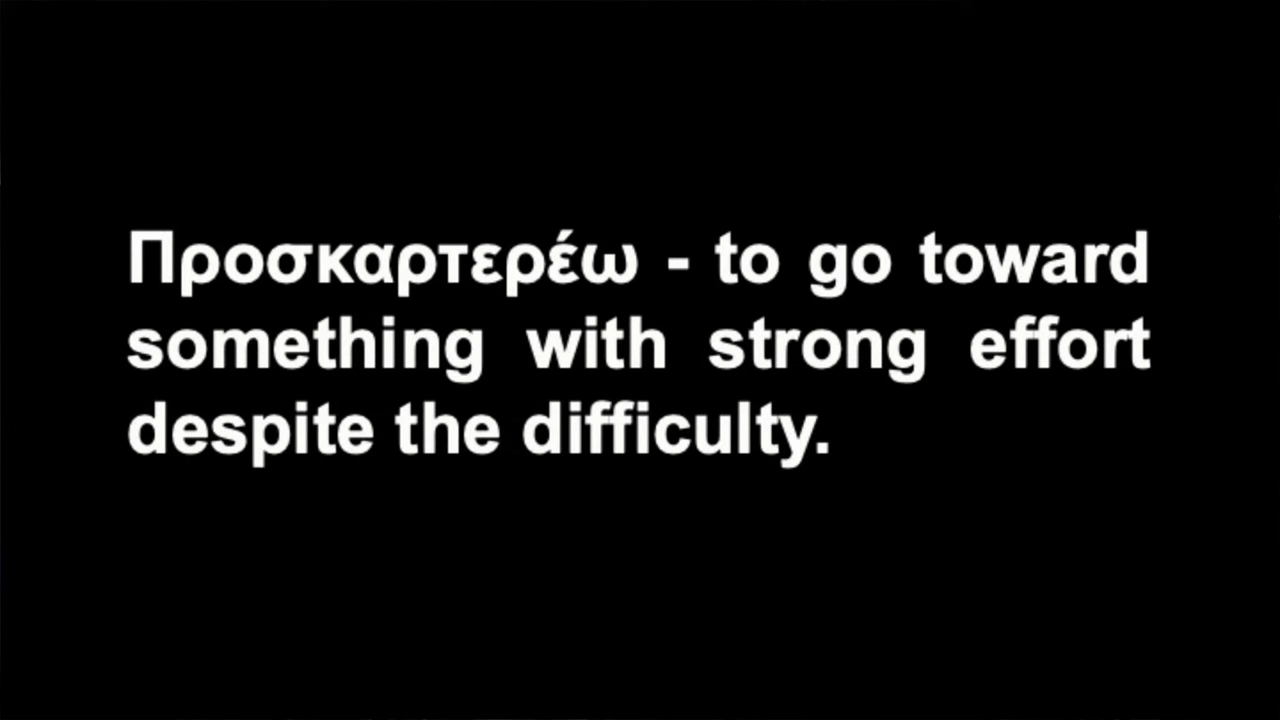 Προσκαρτερέω - to go toward
something with strong effort
despite the difficulty.